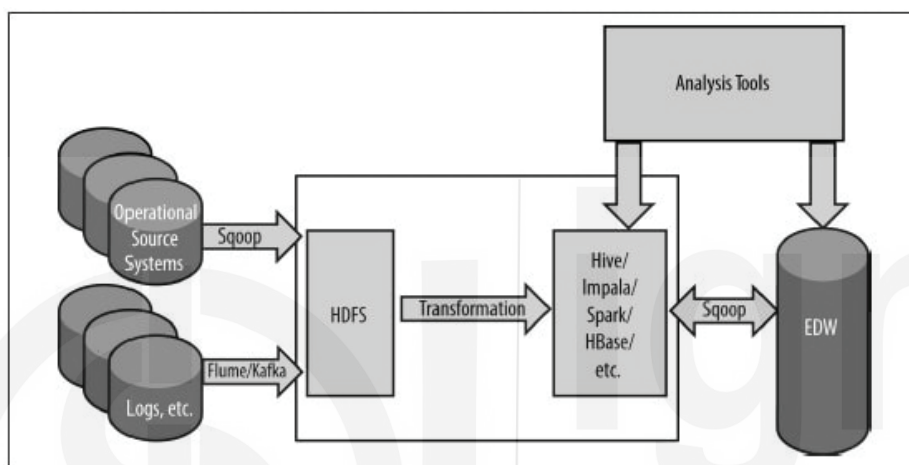 Analysis Tools
Operational
Source
Systems
Sqoop
HDFS
Transformation
Hive/
Impala/
Spark/
HBase/
etc.
Sqoop
EDW
Flume/Kafka
Logs, etc.